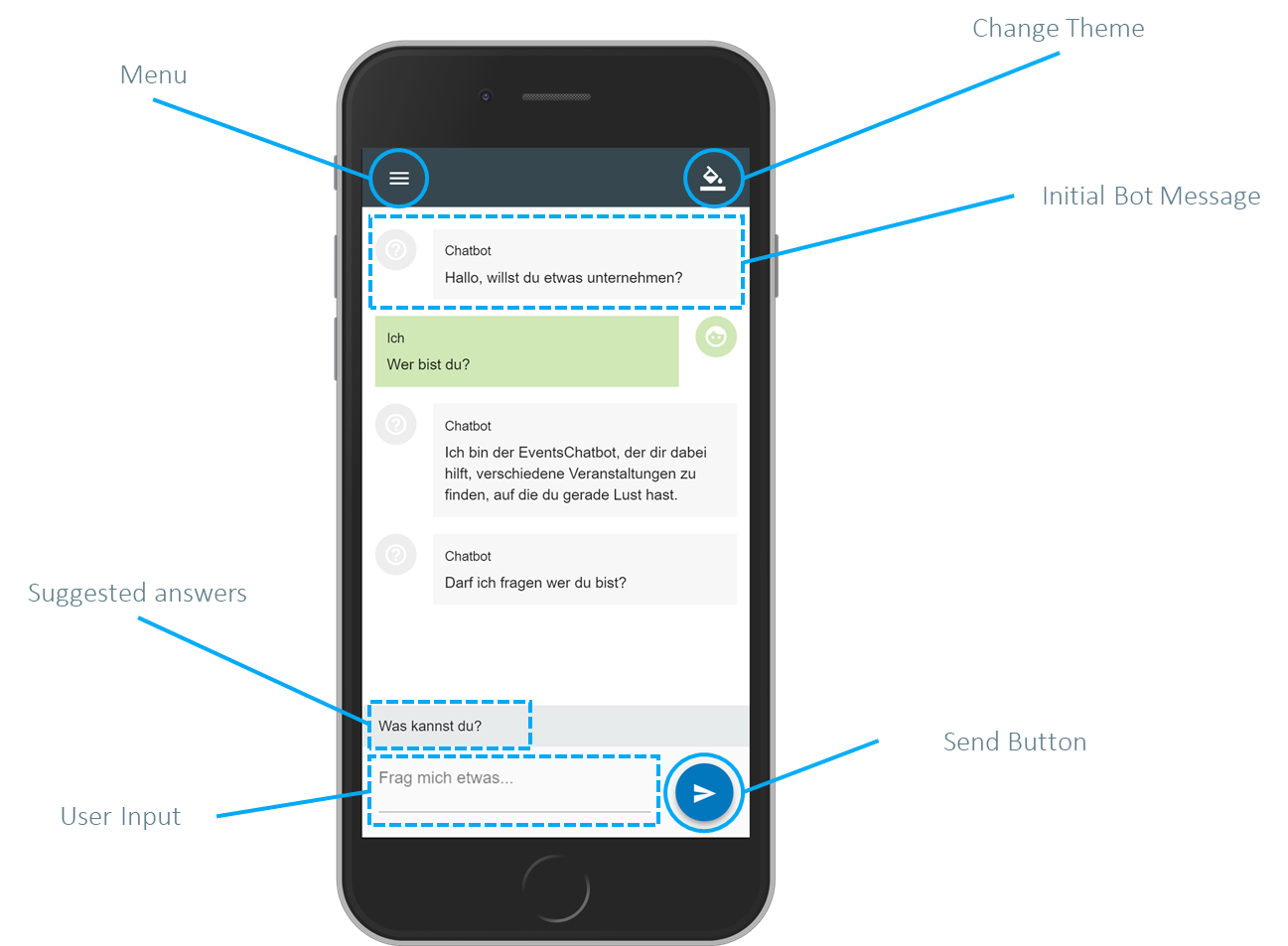 Change Theme
Menu
Initial Bot Message
Chatbot
Hallo, willst du etwas unternehmen?
Ich
Wer bist du?
Chatbot
Ich bin der EventsChatbot, der dir dabei
hilft, verschiedene Veranstaltungen zu
finden, auf die du gerade Lust hast.
Chatbot
Darf ich fragen wer du bist?
Suggested answers
Was kannst du?
Send Button
Frag mich etwas...
User Input